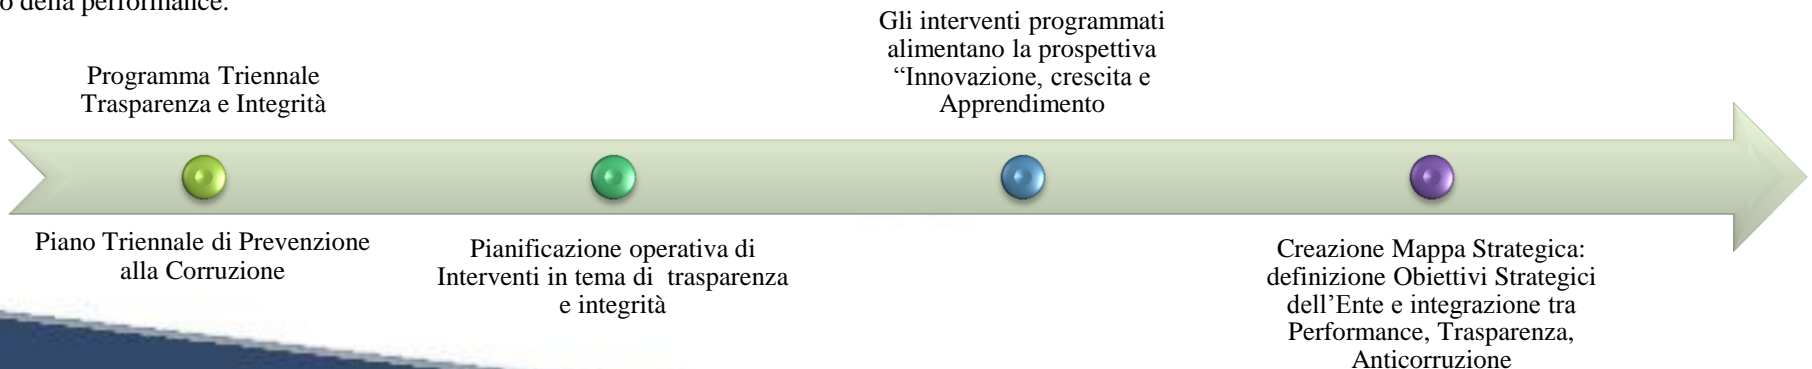 o della performance.
Programma Triennale
Trasparenza e Integrità
Piano Triennale di Prevenzione
alla Corruzione
Pianificazione operativa di
Interventi in tema di trasparenza
e integrità
Gli interventi programmati
alimentano la prospettiva
“Innovazione, crescita e
Apprendimento
Creazione Mappa Strategica:
definizione Obiettivi Strategici
dell’Ente e integrazione tra
Performance, Trasparenza,
Anticorruzione